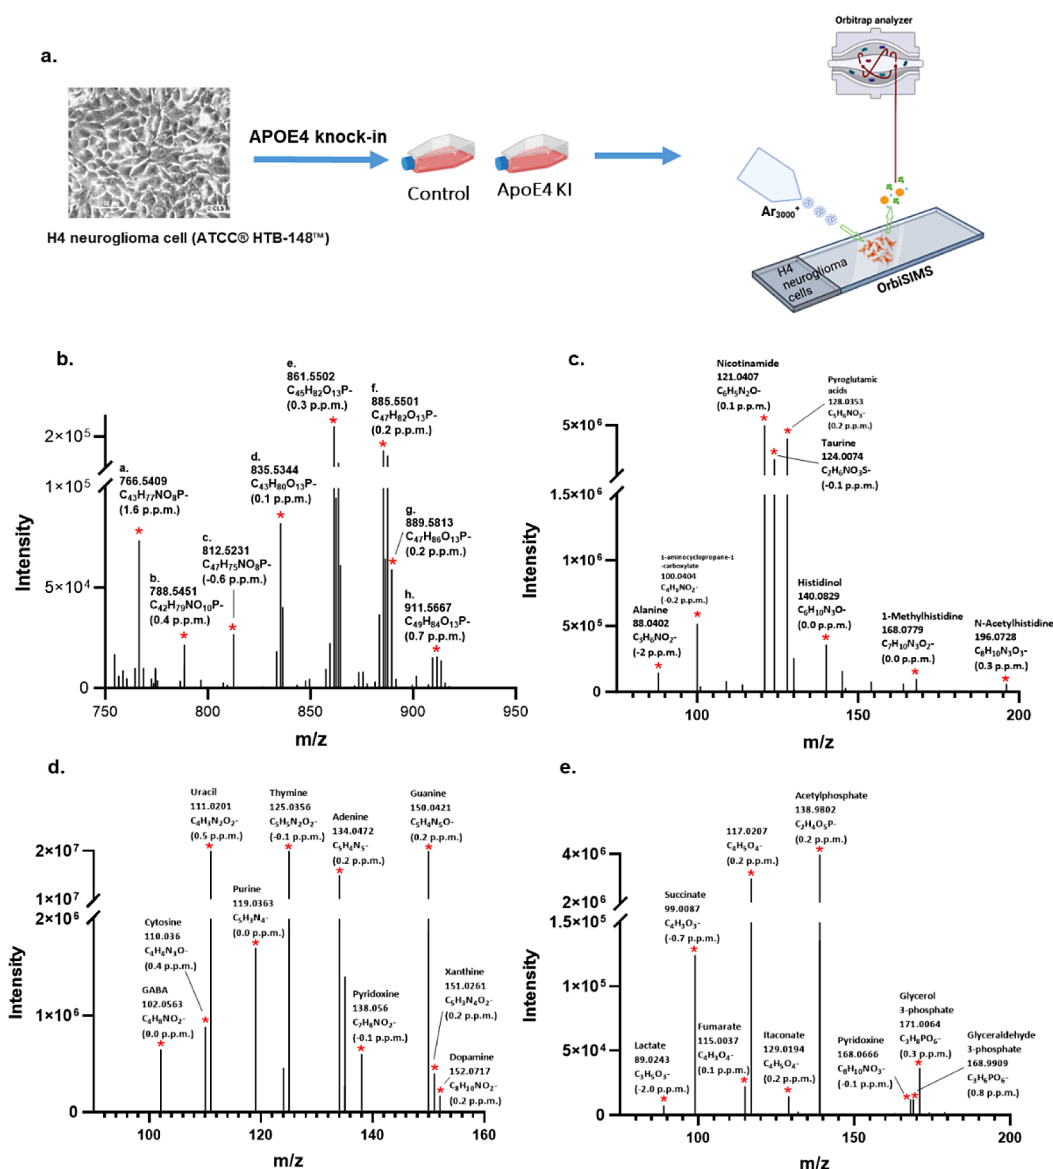 a.
Orbitrap analyzer
APOE4 knock-in
Control
ApoE4 KI
Ar3000+
© CLS
H4 neuroglioma cell (ATCC® HTB-148™)
H4
neuroglioma
cells
OrbiSIMS
b.
e.
861.5502
C45H82O13P-
(0.3 p.p.m.)
f.
885.5501
C47H82O13P-
(0.2 p.p.m.)
2×10^5
a.
766.5409
C43H77NO8P-
(1.6 p.p.m.)
d.
835.5344
C43H80O13P-
(0.1 p.p.m.)
1×10^5
c.
812.5231
C47H75NO8P-
(-0.6 p.p.m.)
g.
889.5813
C47H86O13P-
(0.2 p.p.m.)
b.
788.5451
C42H79NO10P-
(0.4 p.p.m.)
h.
911.5667
C49H84O13P-
(0.7 p.p.m.)
5×10^4
0
Intensity
750
800
850
900
950
m/z
c.
Nicotinamide
121.0407
C6H5N2O-
(0.1 p.p.m.)
Pyroglutamic
acids
128.0353
C5H6NO3-
(0.2 p.p.m.)
Taurine
124.0074
C2H6NO3S-
(-0.1 p.p.m.)
5×10^6
1.5×10^6
1×10^6
5×10^5
0
Intensity
1-aminocyclopropane-1
-carboxylate
100.0404
C4H6NO2-
(-0.2 p.p.m.)
Alanine
88.0402
C3H6NO2-
(-2 p.p.m.)
Histidinol
140.0829
C6H10N3O-
(0.0 p.p.m.)
1-Methylhistidine
168.0779
C7H10N3O2-
(0.0 p.p.m.)
N-Acetylhistidine
196.0728
C8H10N3O3-
(0.3 p.p.m.)
100
150
200
m/z
d.
Uracil
111.0201
C4H3N2O2-
(0.5 p.p.m.)
Thymine
125.0356
C5H5N2O2-
(-0.1 p.p.m.)
Adenine
134.0472
C5H4N5-
(0.2 p.p.m.)
Guanine
150.0421
C5H4N5O-
(0.2 p.p.m.)
2×10^7
1×10^7
2×10^6
1×10^6
0
Intensity
Purine
119.0363
C5H3N4-
(0.0 p.p.m.)
Cytosine
110.036
C4H4N3O-
(0.4 p.p.m.)
GABA
102.0563
C4H8NO2-
(0.0 p.p.m.)
Pyridoxine
138.056
C7H8NO2-
(-0.1 p.p.m.)
Xanthine
151.0261
C5H3N4O2-
(0.2 p.p.m.)
Dopamine
152.0717
C8H10NO2-
(0.2 p.p.m.)
100
120
140
160
m/z
e.
Acetylphosphate
138.9802
C2H4O5P-
(0.2 p.p.m.)
117.0207
C4H5O4-
(0.2 p.p.m.)
4×10^6
2×10^6
1.5×10^5
1×10^5
5×10^4
0
Intensity
Succinate
99.0087
C4H3O3-
(-0.7 p.p.m.)
Lactate
89.0243
C3H5O3-
(-2.0 p.p.m.)
Fumarate
115.0037
C4H3O4-
(0.1 p.p.m.)
Itaconate
129.0194
C4H5O4-
(0.2 p.p.m.)
Pyridoxine
168.0666
C8H10NO3-
(-0.1 p.p.m.)
Glycerol
3-phosphate
171.0064
C3H8PO6-
(0.3 p.p.m.)
Glyceraldehyde
3-phosphate
168.9909
C3H6PO6-
(0.8 p.p.m.)
100
150
200
m/z